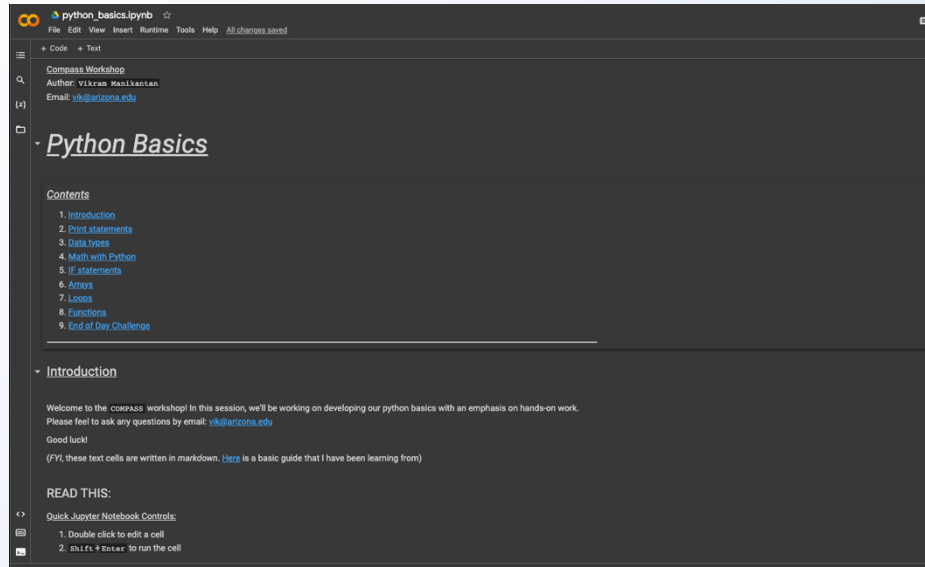 python_basics.ipynb
File Edit View Insert Runtime Tools Help All changes saved
+ Code + Text
{x}
Compass Workshop
Author: Vikram Manikantan
Email: vik@arizona.edu
Python Basics
Contents
1. Introduction
2. Print statements
3. Data types
4. Math with Python
5. IF statements
6. Arrays
7. Loops
8. Functions
9. End of Day Challenge
Introduction
Welcome to the COMPASS workshop! In this session, we'll be working on developing our python basics with an emphasis on hands-on work.
Please feel to ask any questions by email: vik@arizona.edu
Good luck!
(FYI, these text cells are written in markdown. Here is a basic guide that I have been learning from)
READ THIS:
Quick Jupyter Notebook Controls:
1. Double click to edit a cell
2. Shift+Enter to run the cell